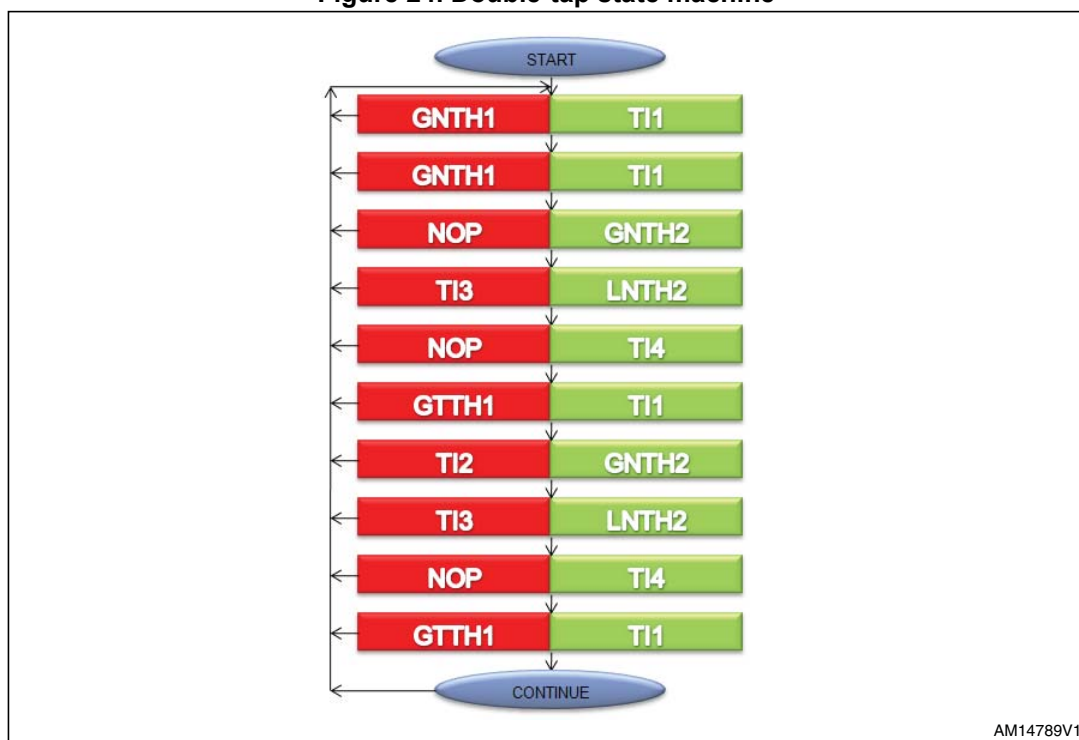 Figure 24. Double-tap state machine
START
GNTH1 TI1
GNTH1 TI1
NOP GNTH2
TI3 LNTH2
NOP TI4
GTTH1 TI1
TI2 GNTH2
TI3 LNTH2
NOP TI4
GTTH1 TI1
CONTINUE
AM14789V1